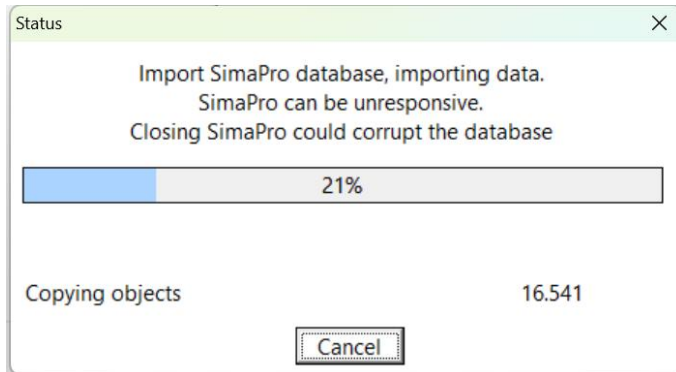 Status
Import SimaPro database, importing data.
SimaPro can be unresponsive.
Closing SimaPro could corrupt the database
21%
Copying objects 16.541
Cancel